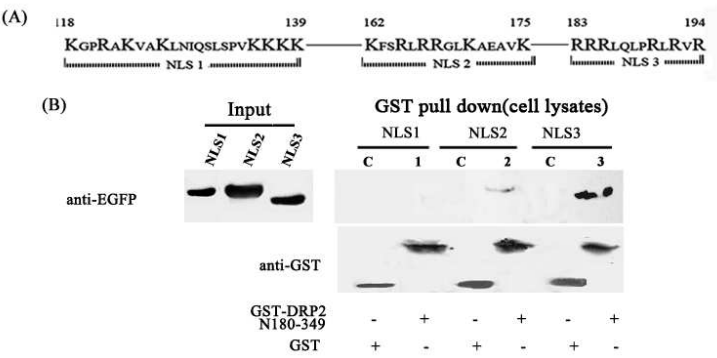 (A)
118 139 162 175 183 194
KGPRAKVAKLNIQSLSPVKKKK KFSRLRRGLKAEAVK RRRLQLPRLRVR
NLS 1 NLS 2 NLS 3
(B) Input GST pull down(cell lysates)
NLS1 NLS2 NLS3 NLS1 NLS2 NLS3
C 1 C 2 C 3
anti-EGFP
anti-GST
GST-DRP2
N180-349 - + - + - +
GST + - + - + -